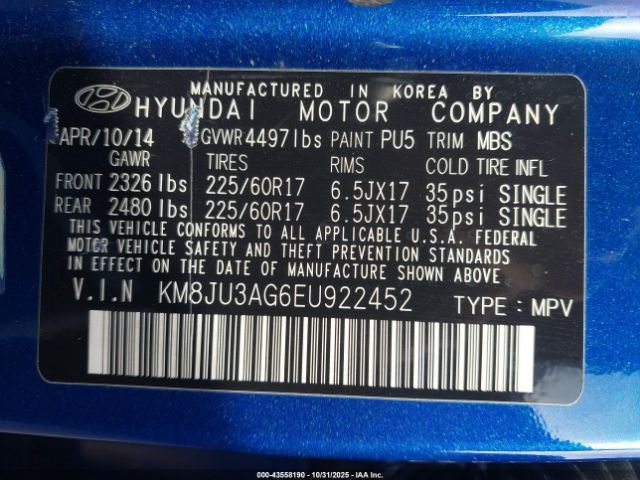 MANUFACTURED IN KOREA BY
HYUNDAI MOTOR COMPANY
APR/10/14 GVWR 4497lbs PAINT PU5 TRIM MBS
GAWR TIRES RIMS COLD TIRE INFL
FRONT 2326 lbs 225/60R17 6.5JX17 35psi SINGLE
REAR 2480 lbs 225/60R17 6.5JX17 35psi SINGLE
THIS VEHICLE CONFORMS TO ALL APPLICABLE U.S.A. FEDERAL
MOTOR VEHICLE SAFETY AND THEFT PREVENTION STANDARDS
IN EFFECT ON THE DATE OF MANUFACTURE SHOWN ABOVE.
V.I.N KM8JU3AG6EU922452 TYPE : MPV
000-43558190 - 10/31/2025 - IAA Inc.